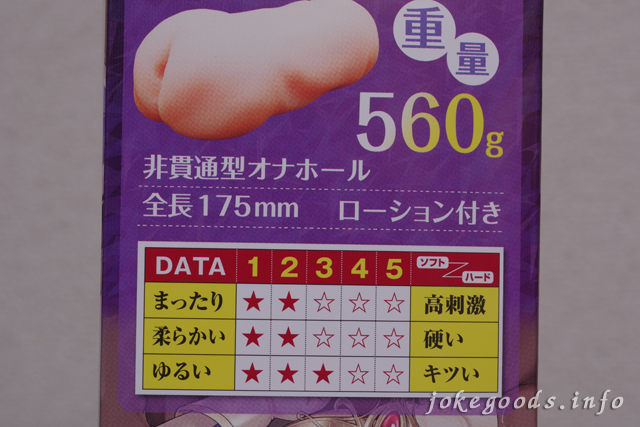 重量
560g
非貫通型オナホール
全長175mm ローション付き
DATA 1 2 3 4 5 ソフト ハード
まったり ★★☆☆☆ 高刺激
柔らかい ★★☆☆☆ 硬い
ゆるい ★★★☆☆ キツい
jokegoods.info